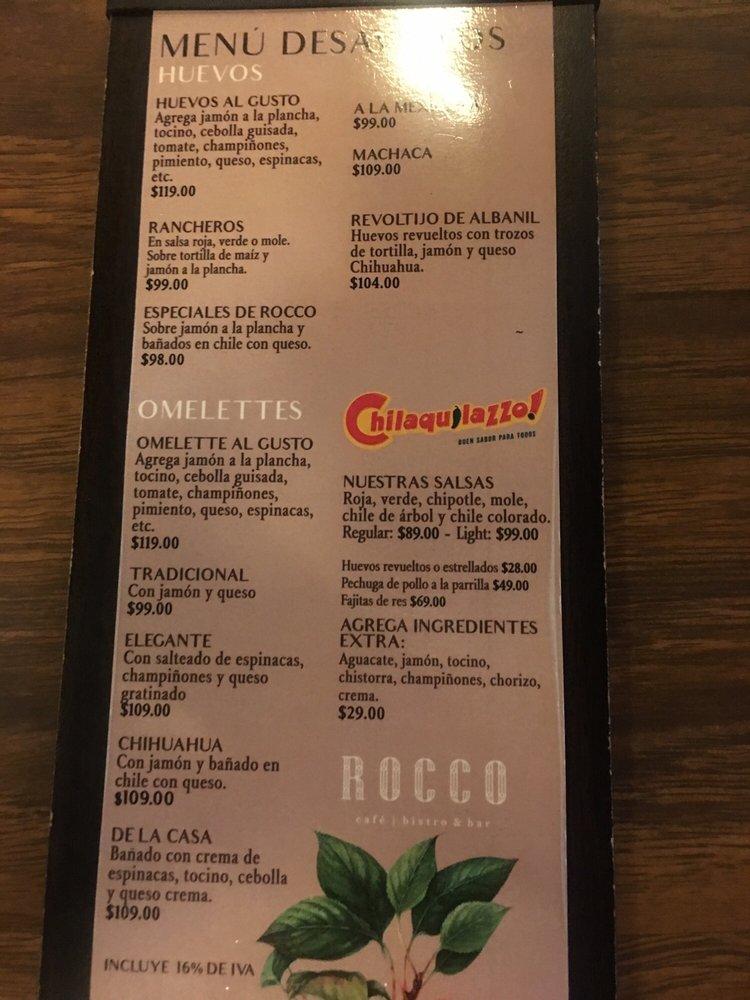 MENÚ
HUEVOS
HUEVOS AL GUSTO
Agrega jamón a la plancha,
tocino, cebolla guisada,
tomate, champiñones,
pimiento, queso, espinacas,
etc.
$119.00
RANCHEROS
En salsa roja, verde o mole.
Sobre tortilla de maíz y
jamón a la plancha.
$99.00
ESPECIALES DE ROCCO
Sobre jamón a la plancha y
bañados en chile con queso.
$98.00
A LA
$99.00
MACHACA
$109.00
REVOLTIJO DE ALBANIL
Huevos revueltos con trozos
de tortilla, jamón y queso
Chihuahua.
$104.00
OMELETTES
OMELETTE AL GUSTO
Agrega jamón a la plancha,
tocino, cebolla guisada,
tomate, champiñones,
pimiento, queso, espinacas,
etc.
$119.00
TRADICIONAL
Con jamón y queso
$99.00
ELEGANTE
Con salteado de espinacas,
champiñones y queso
gratinado
$109.00
CHIHUAHUA
Con jamón y bañado en
chile con queso.
$109.00
DE LA CASA
Bañado con crema de
espinacas, tocino, cebolla
y queso crema.
$109.00
INCLUYE 16% DE IVA
Chilaquilazzo!
BUEN SABOR PARA TODOS
NUESTRAS SALSAS
Roja, verde, chipotle, mole,
chile de árbol y chile colorado.
Regular: $89.00 - Light: $99.00
Huevos revueltos o estrellados $28.00
Pechuga de pollo a la parrilla $49.00
Fajitas de res $69.00
AGREGA INGREDIENTES
EXTRA:
Aguacate, jamón, tocino,
chistorra, champiñones, chorizo,
crema.
$29.00
ROCCO
café | bistro & bar